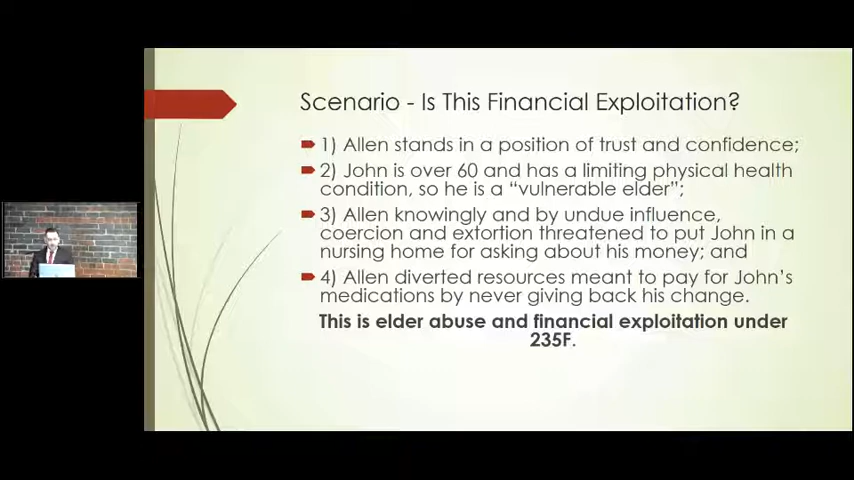 Scenario - Is This Financial Exploitation?
1) Allen stands in a position of trust and confidence;
2) John is over 60 and has a limiting physical health
condition, so he is a “vulnerable elder”;
3) Allen knowingly and by undue influence,
coercion and extortion threatened to put John in a
nursing home for asking about his money; and
4) Allen diverted resources meant to pay for John’s
medications by never giving back his change.
This is elder abuse and financial exploitation under
235F.